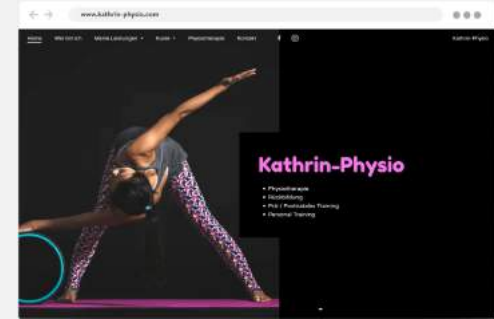 www.kathrin-physio.com
Home Wer bin ich Meine Leistungen Kurse Physiotherapie Kontakt
Kathrin-Physio
Kathrin-Physio
Physiotherapie
Rückbildung
Prä / Postnatales Training
Personal Training